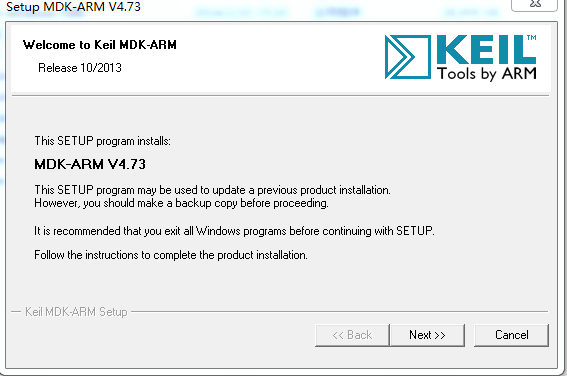 Setup MDK-ARM V4.73
Welcome to Keil MDK-ARM
Release 10/2013
KEIL™
Tools by ARM
This SETUP program installs:
MDK-ARM V4.73
This SETUP program may be used to update a previous product installation.
However, you should make a backup copy before proceeding.
It is recommended that you exit all Windows programs before continuing with SETUP.
Follow the instructions to complete the product installation.
Keil MDK-ARM Setup
<< Back
Next >>
Cancel